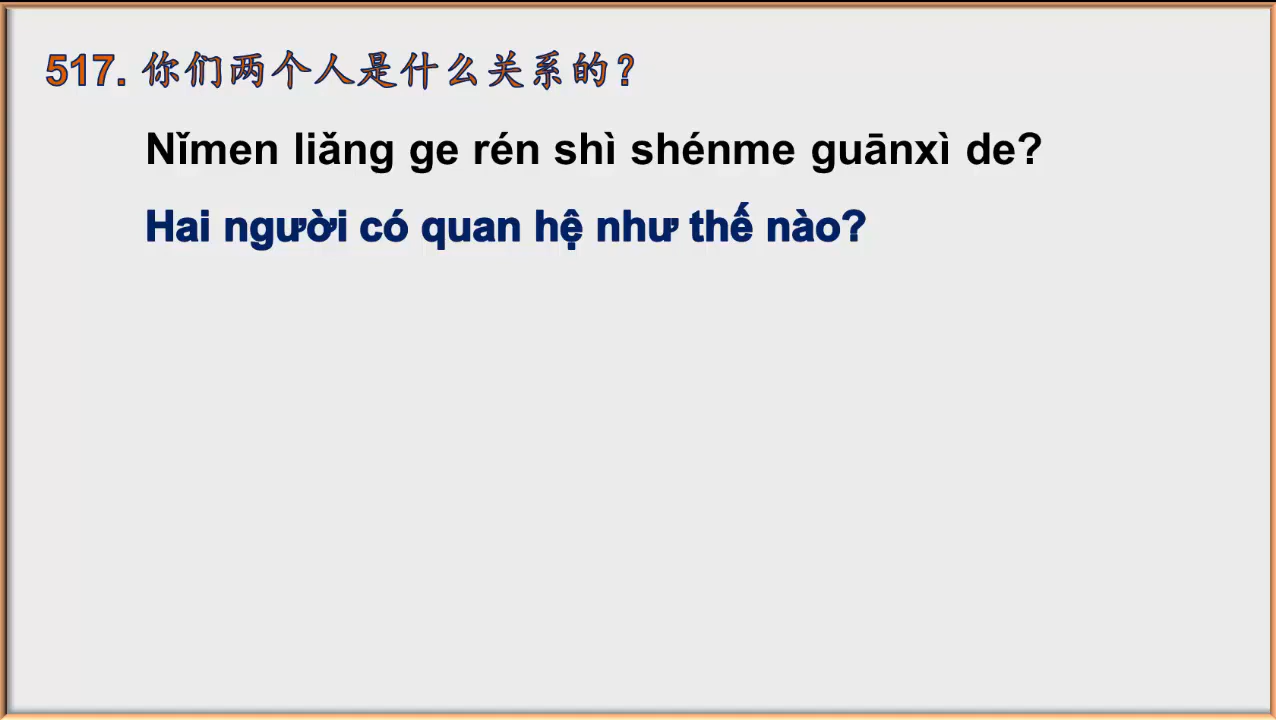 517. 你们两个人是什么关系的？
Nǐmen liǎng ge rén shì shénme guānxì de?
Hai người có quan hệ như thế nào?